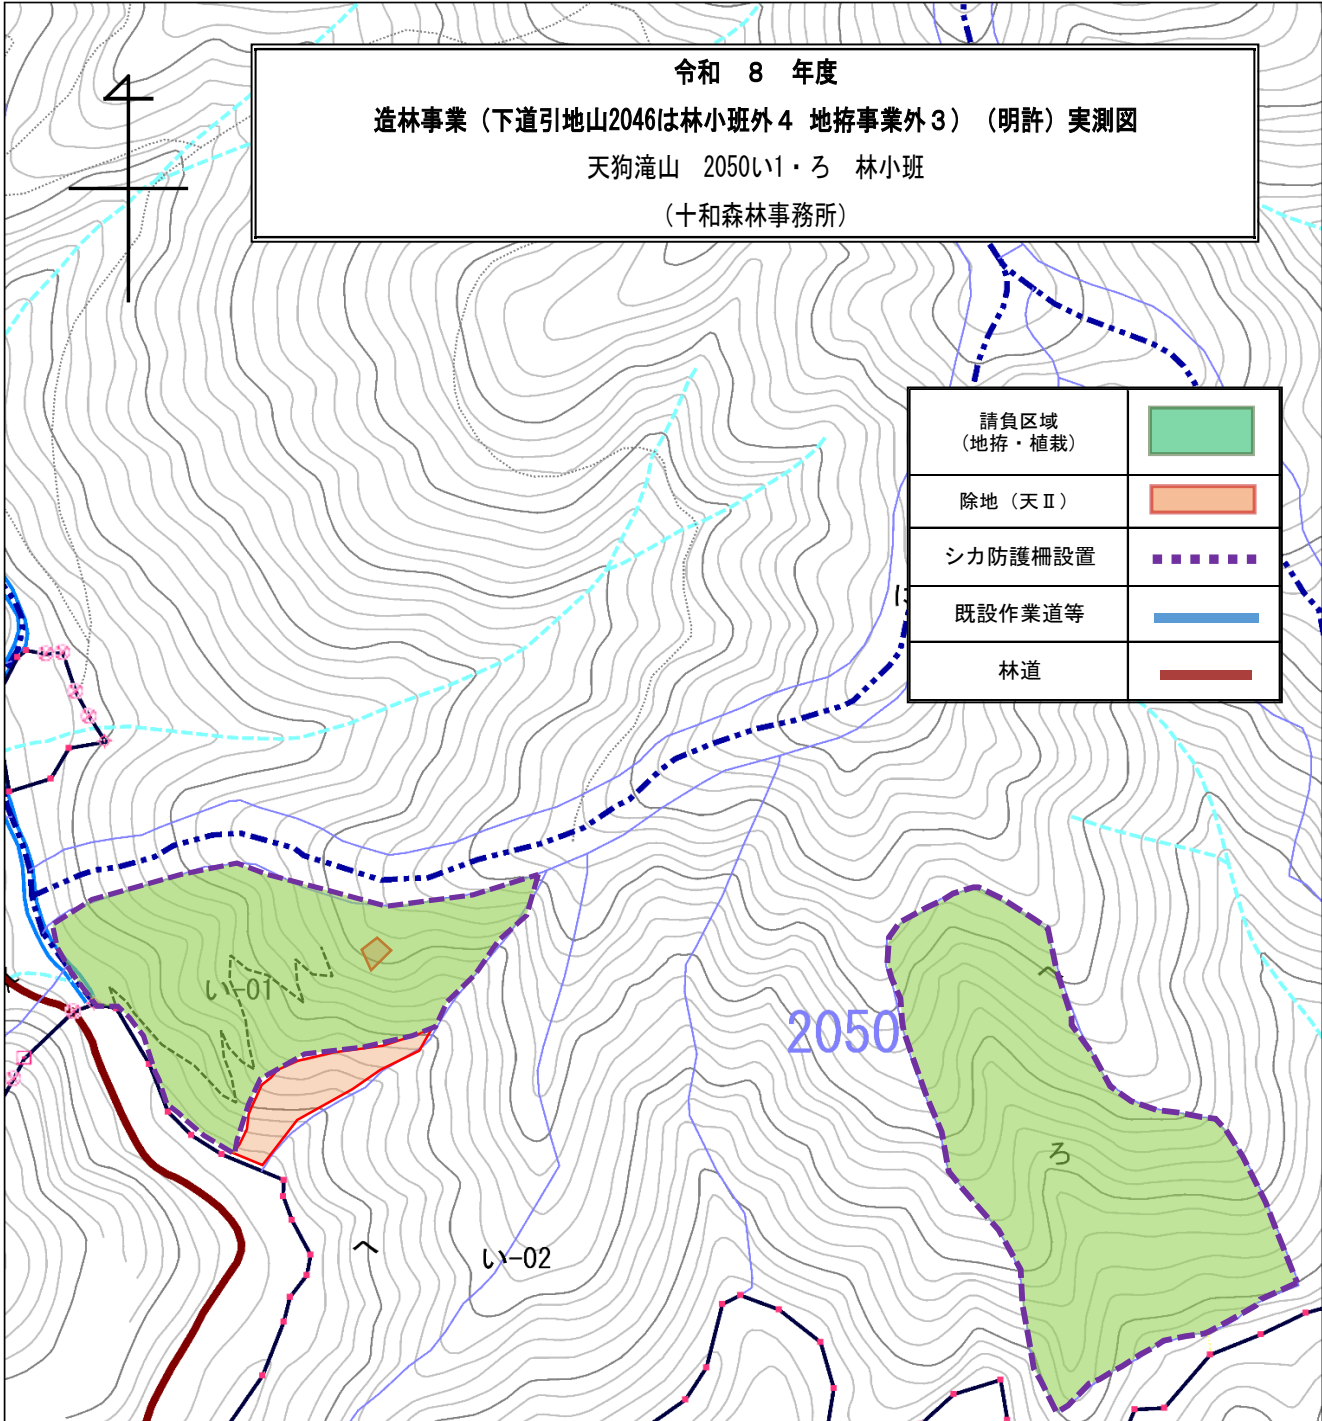 令和　８　年度
造林事業（下道引地山2046は林小班外４ 地拵事業外３）（明許）実測図
天狗滝山　2050い1・ろ　林小班
（十和森林事務所）
請負区域
（地拵・植栽）
除地（天Ⅱ）
シカ防護柵設置
既設作業道等
林道
い-01
2050
へ
ろ
へ
い-02